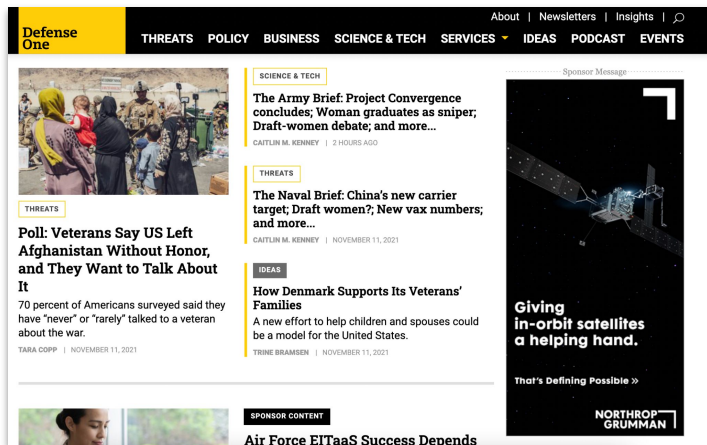 About | Newsletters | Insights |
Defense
One
THREATS POLICY BUSINESS SCIENCE & TECH SERVICES IDEAS PODCAST EVENTS
THREATS
Poll: Veterans Say US Left
Afghanistan Without Honor,
and They Want to Talk About
It
70 percent of Americans surveyed said they
have “never” or “rarely” talked to a veteran
about the war.
TARA COPP | NOVEMBER 11, 2021
SCIENCE & TECH
The Army Brief: Project Convergence
concludes; Woman graduates as sniper;
Draft-women debate; and more...
CAITLIN M. KENNEY | 2 HOURS AGO
THREATS
The Naval Brief: China's new carrier
target; Draft women?; New vax numbers;
and more...
CAITLIN M. KENNEY | NOVEMBER 11, 2021
IDEAS
How Denmark Supports Its Veterans’
Families
A new effort to help children and spouses could
be a model for the United States.
TRINE BRAMSEN | NOVEMBER 11, 2021
Sponsor Message
Giving
in-orbit satellites
a helping hand.
That's Defining Possible »
NORTHROP
GRUMMAN
SPONSOR CONTENT
Air Force EITaaS Success Depends